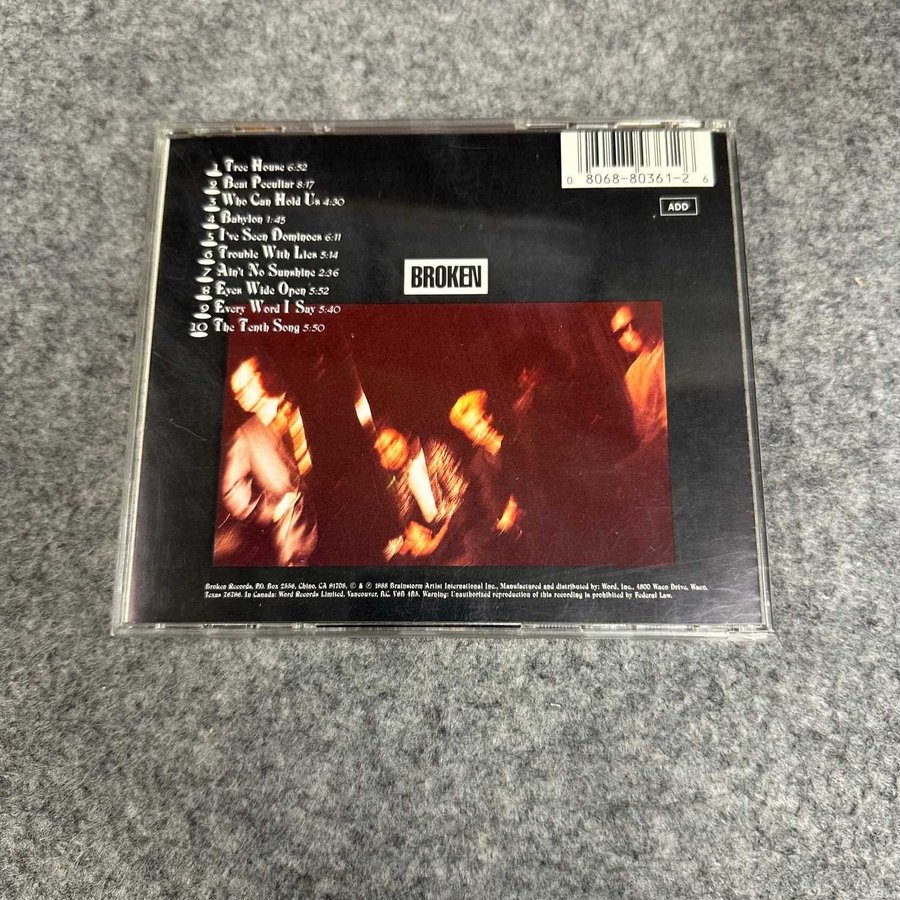 1 Tree House 6:52
2 Beat Peculiar 8:17
3 Who Can Hold Us 4:30
4 Babylon 1:45
5 I've Seen Dominoes 6:11
6 Trouble With Lies 5:14
7 Ain't No Sunshine 2:36
8 Eyes Wide Open 5:52
9 Every Word I Say 5:40
10 The Tenth Song 5:50
0 8068-80361-2 6
ADD
BROKEN
Broken Records, P.O. Box 2336, Chino, CA 91708, © & ℗ 1988 Brainstorm Artist International Inc., Manufactured and distributed by: Word, Inc., 4800 Waco Drive, Waco,
Texas 76796. In Canada: Word Records Limited, Vancouver, B.C. V6B 4B5. Warning: Unauthorized reproduction of this recording is prohibited by Federal Law.